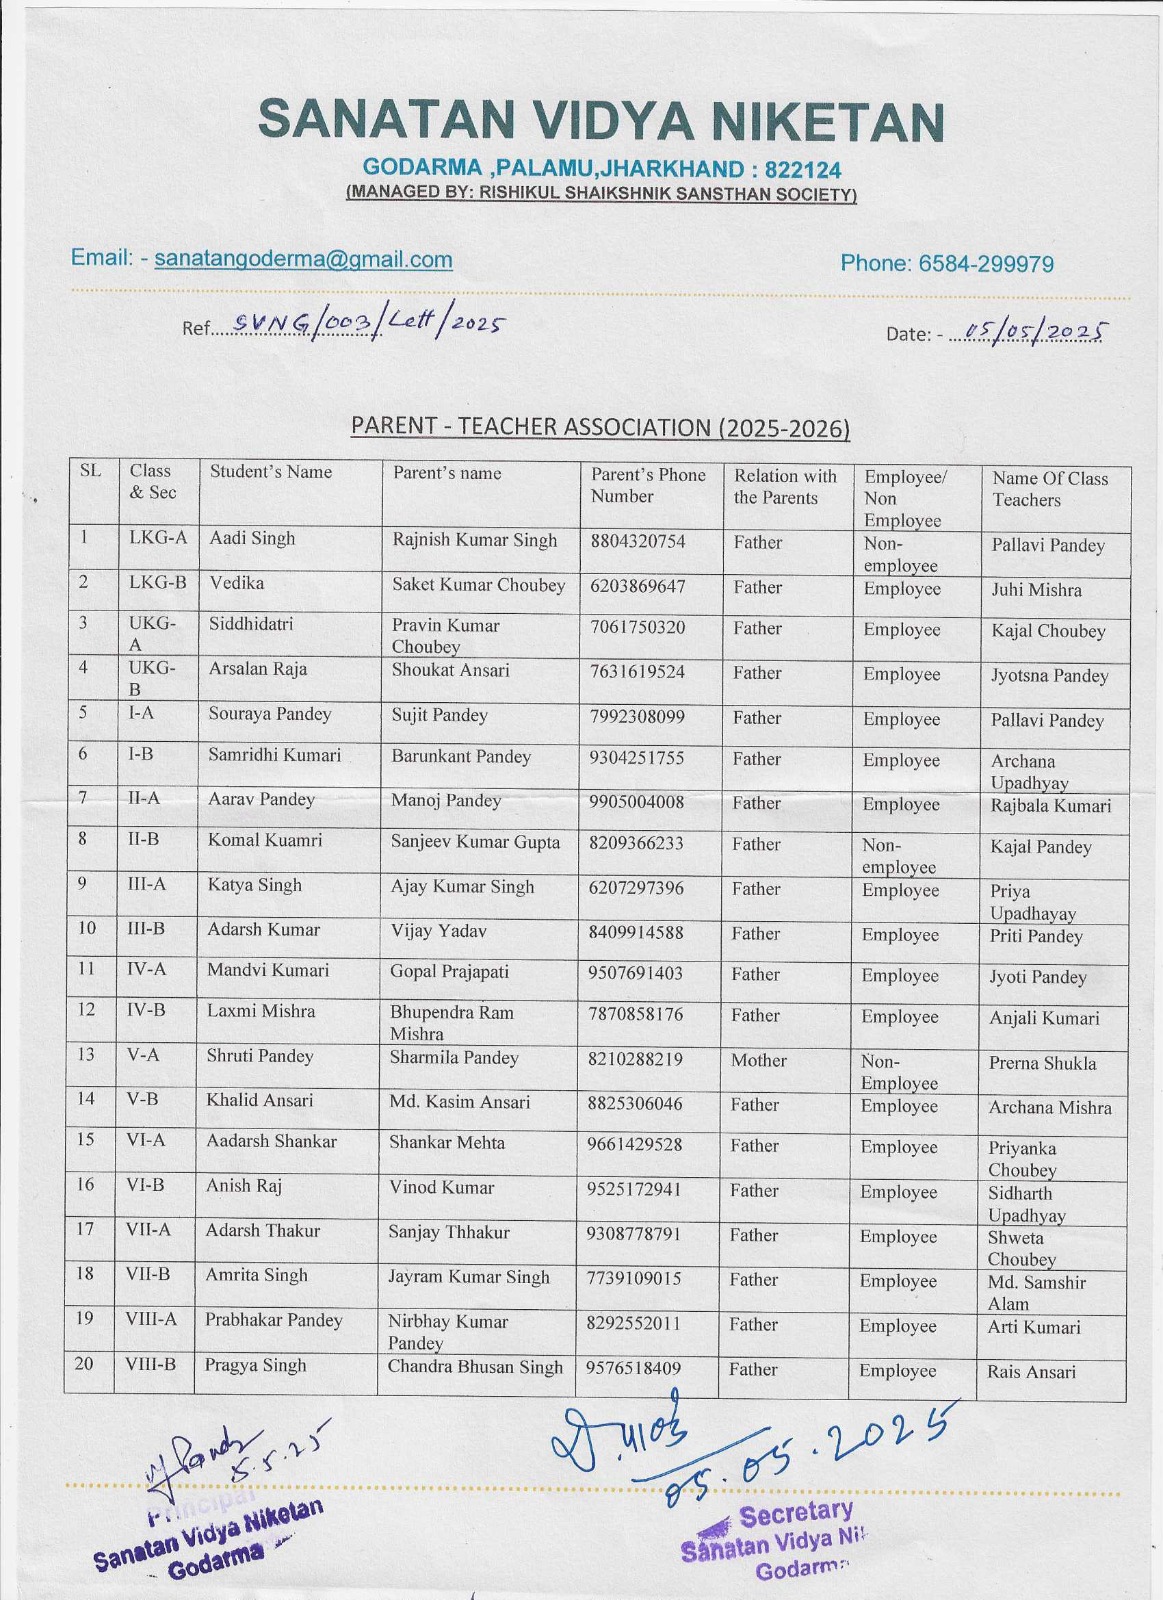 SANATAN VIDYA NIKETAN
GODARMA ,PALAMU,JHARKHAND : 822124
(MANAGED BY: RISHIKUL SHAIKSHNIK SANSTHAN SOCIETY)
Email: - sanatangoderma@gmail.com Phone: 6584-299979
Ref.... SVNG/003/Lett/2025 Date: - 05/05/2025
PARENT - TEACHER ASSOCIATION (2025-2026)
SL Class & Sec Student's Name Parent's name Parent's Phone Number Relation with the Parents Employee/ Non Employee Name Of Class Teachers
1 LKG-A Aadi Singh Rajnish Kumar Singh 8804320754 Father Non-employee Pallavi Pandey
2 LKG-B Vedika Saket Kumar Choubey 6203869647 Father Employee Juhi Mishra
3 UKG-A Siddhidatri Pravin Kumar Choubey 7061750320 Father Employee Kajal Choubey
4 UKG-B Arsalan Raja Shoukat Ansari 7631619524 Father Employee Jyotsna Pandey
5 I-A Souraya Pandey Sujit Pandey 7992308099 Father Employee Pallavi Pandey
6 I-B Samridhi Kumari Barunkant Pandey 9304251755 Father Employee Archana Upadhyay
7 II-A Aarav Pandey Manoj Pandey 9905004008 Father Employee Rajbala Kumari
8 II-B Komal Kuamri Sanjeev Kumar Gupta 8209366233 Father Non-employee Kajal Pandey
9 III-A Katya Singh Ajay Kumar Singh 6207297396 Father Employee Priya Upadhayay
10 III-B Adarsh Kumar Vijay Yadav 8409914588 Father Employee Priti Pandey
11 IV-A Mandvi Kumari Gopal Prajapati 9507691403 Father Employee Jyoti Pandey
12 IV-B Laxmi Mishra Bhupendra Ram Mishra 7870858176 Father Employee Anjali Kumari
13 V-A Shruti Pandey Sharmila Pandey 8210288219 Mother Non-Employee Prerna Shukla
14 V-B Khalid Ansari Md. Kasim Ansari 8825306046 Father Employee Archana Mishra
15 VI-A Aadarsh Shankar Shankar Mehta 9661429528 Father Employee Priyanka Choubey
16 VI-B Anish Raj Vinod Kumar 9525172941 Father Employee Sidharth Upadhyay
17 VII-A Adarsh Thakur Sanjay Thhakur 9308778791 Father Employee Shweta Choubey
18 VII-B Amrita Singh Jayram Kumar Singh 7739109015 Father Employee Md. Samshir Alam
19 VIII-A Prabhakar Pandey Nirbhay Kumar Pandey 8292552011 Father Employee Arti Kumari
20 VIII-B Pragya Singh Chandra Bhusan Singh 9576518409 Father Employee Rais Ansari
5.5.25
05.05.2025
Principal
Sanatan Vidya Niketan
Godarma
Secretary
Sanatan Vidya Ni
Godarma